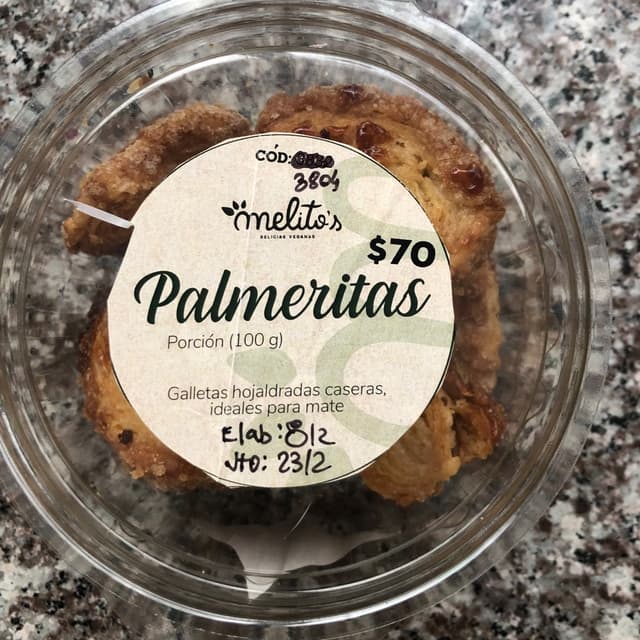 CÓD:
3804
melito's
DELICIAS VEGANAS
$70
Palmeritas
Porción (100 g)
Galletas hojaldradas caseras,
ideales para mate
Elab: 8/2
Vto: 23/2